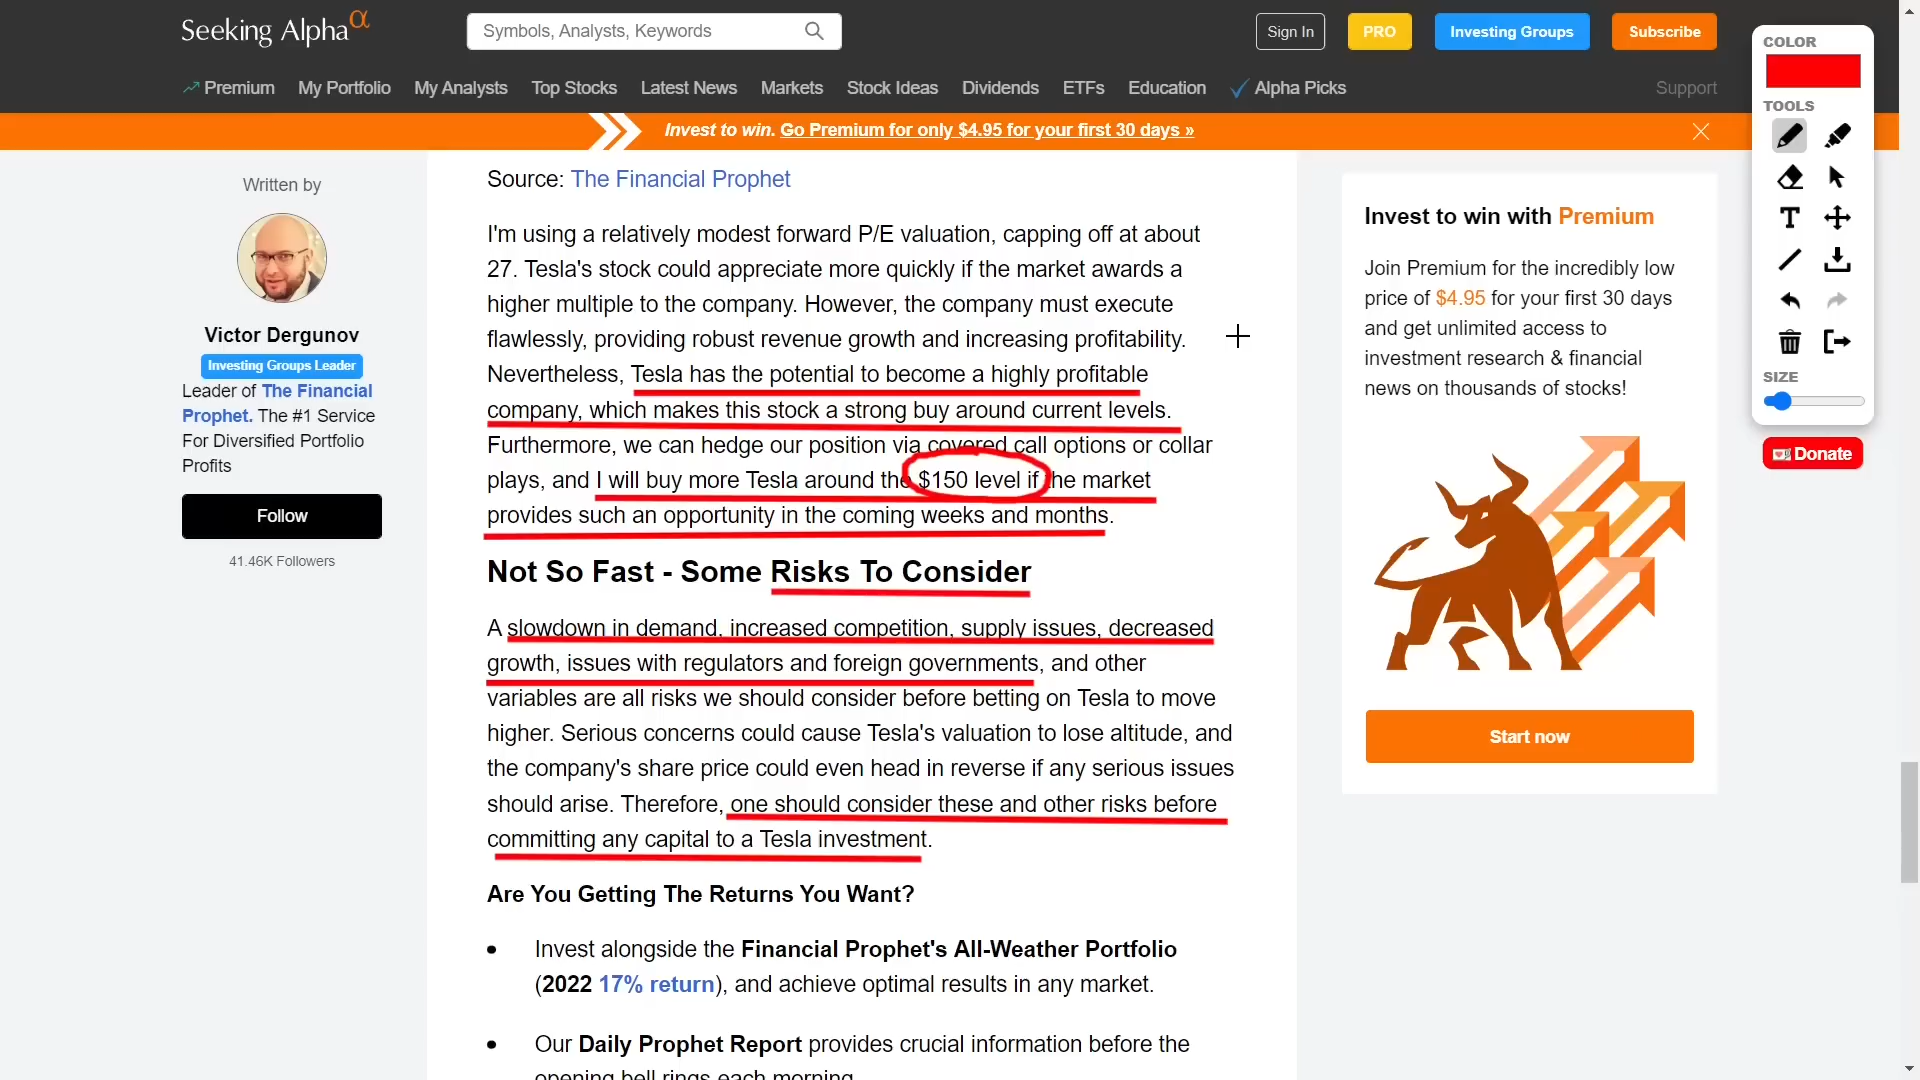 Seeking Alpha α
Symbols, Analysts, Keywords
Sign In
PRO
Investing Groups
Subscribe
Premium
My Portfolio
My Analysts
Top Stocks
Latest News
Markets
Stock Ideas
Dividends
ETFs
Education
Alpha Picks
Support
Invest to win. Go Premium for only $4.95 for your first 30 days »
Written by
Victor Dergunov
Investing Groups Leader
Leader of The Financial
Prophet. The #1 Service
For Diversified Portfolio
Profits
Follow
41.46K Followers
Source: The Financial Prophet
I'm using a relatively modest forward P/E valuation, capping off at about
27. Tesla's stock could appreciate more quickly if the market awards a
higher multiple to the company. However, the company must execute
flawlessly, providing robust revenue growth and increasing profitability.
Nevertheless, Tesla has the potential to become a highly profitable
company, which makes this stock a strong buy around current levels.
Furthermore, we can hedge our position via covered call options or collar
plays, and I will buy more Tesla around the $150 level if the market
provides such an opportunity in the coming weeks and months.
Not So Fast - Some Risks To Consider
A slowdown in demand, increased competition, supply issues, decreased
growth, issues with regulators and foreign governments, and other
variables are all risks we should consider before betting on Tesla to move
higher. Serious concerns could cause Tesla's valuation to lose altitude, and
the company's share price could even head in reverse if any serious issues
should arise. Therefore, one should consider these and other risks before
committing any capital to a Tesla investment.
Are You Getting The Returns You Want?
• Invest alongside the Financial Prophet's All-Weather Portfolio
(2022 17% return), and achieve optimal results in any market.
• Our Daily Prophet Report provides crucial information before the
opening bell rings each morning.
Invest to win with Premium
Join Premium for the incredibly low
price of $4.95 for your first 30 days
and get unlimited access to
investment research & financial
news on thousands of stocks!
Start now
COLOR
TOOLS
T
SIZE
Donate